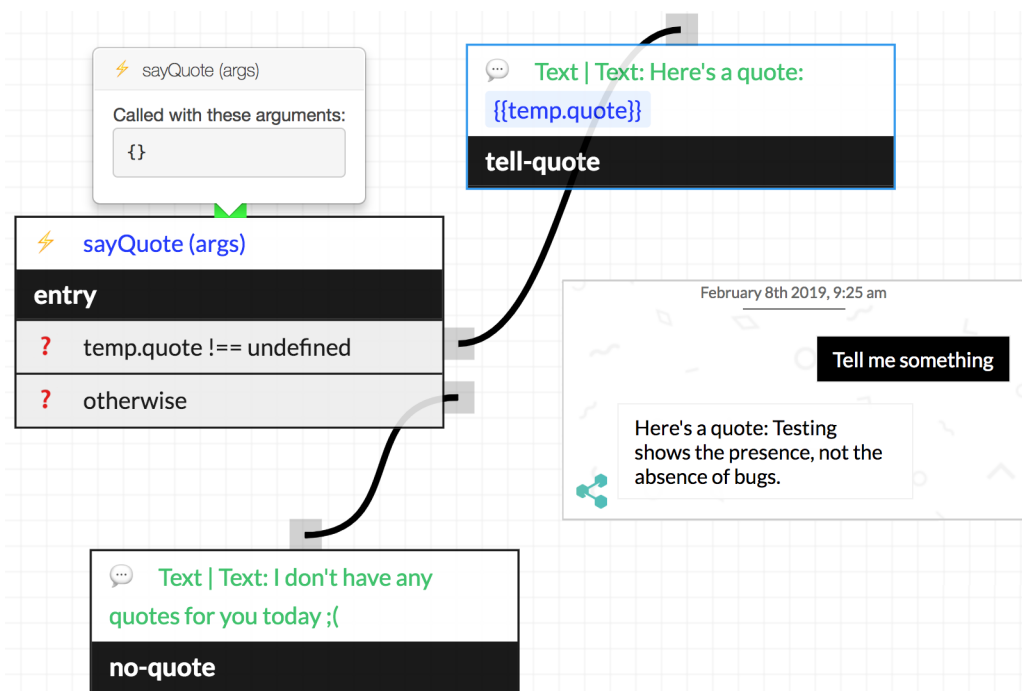 sayQuote (args)
Called with these arguments:
{}
sayQuote (args)
entry
? temp.quote !== undefined
? otherwise
Text | Text: Here's a quote:
{{temp.quote}}
tell-quote
February 8th 2019, 9:25 am
Tell me something
Here's a quote: Testing
shows the presence, not the
absence of bugs.
Text | Text: I don't have any
quotes for you today ;(
no-quote